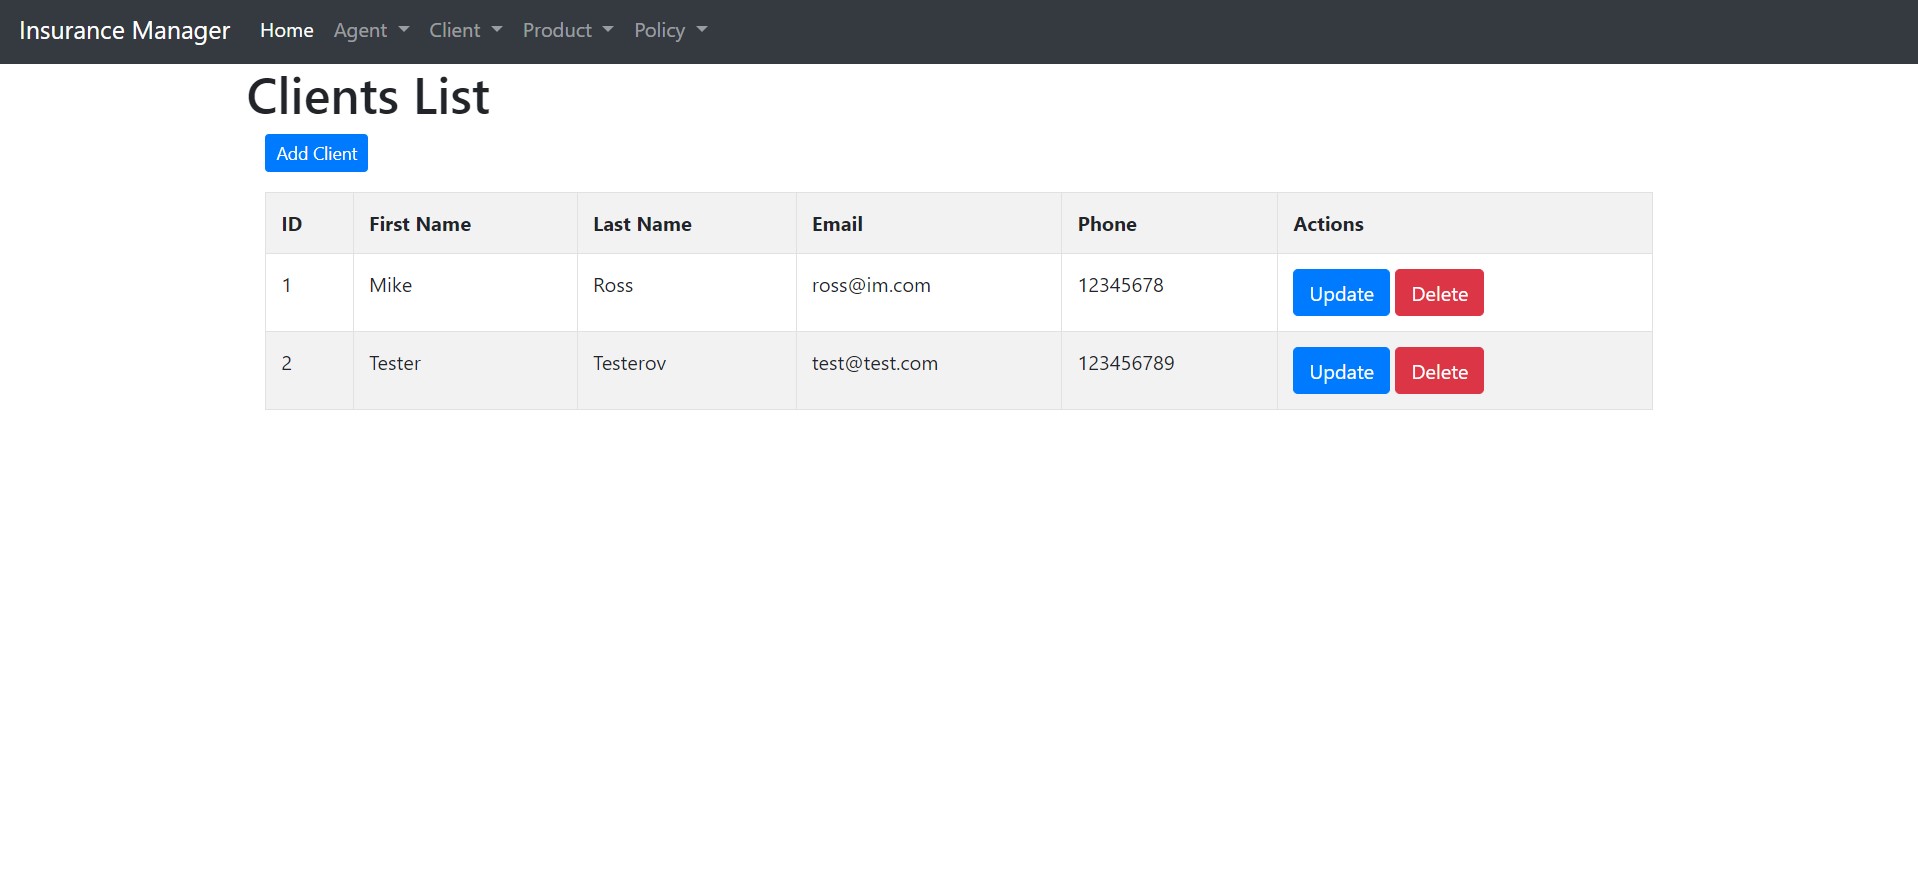 Insurance Manager Home Agent Client Product Policy
Clients List
Add Client
ID First Name Last Name Email Phone Actions
1 Mike Ross ross@im.com 12345678 Update Delete
2 Tester Testerov test@test.com 123456789 Update Delete